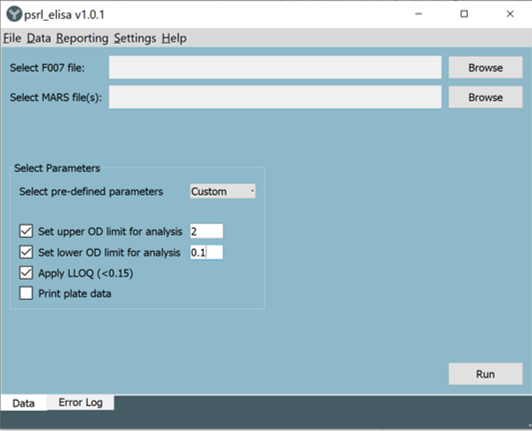 psrl_elisa v1.0.1
File Data Reporting Settings Help
Select F007 file: Browse
Select MARS file(s): Browse
Select Parameters
Select pre-defined parameters Custom
Set upper OD limit for analysis 2
Set lower OD limit for analysis 0.1
Apply LLOQ (<0.15)
Print plate data
Run
Data Error Log